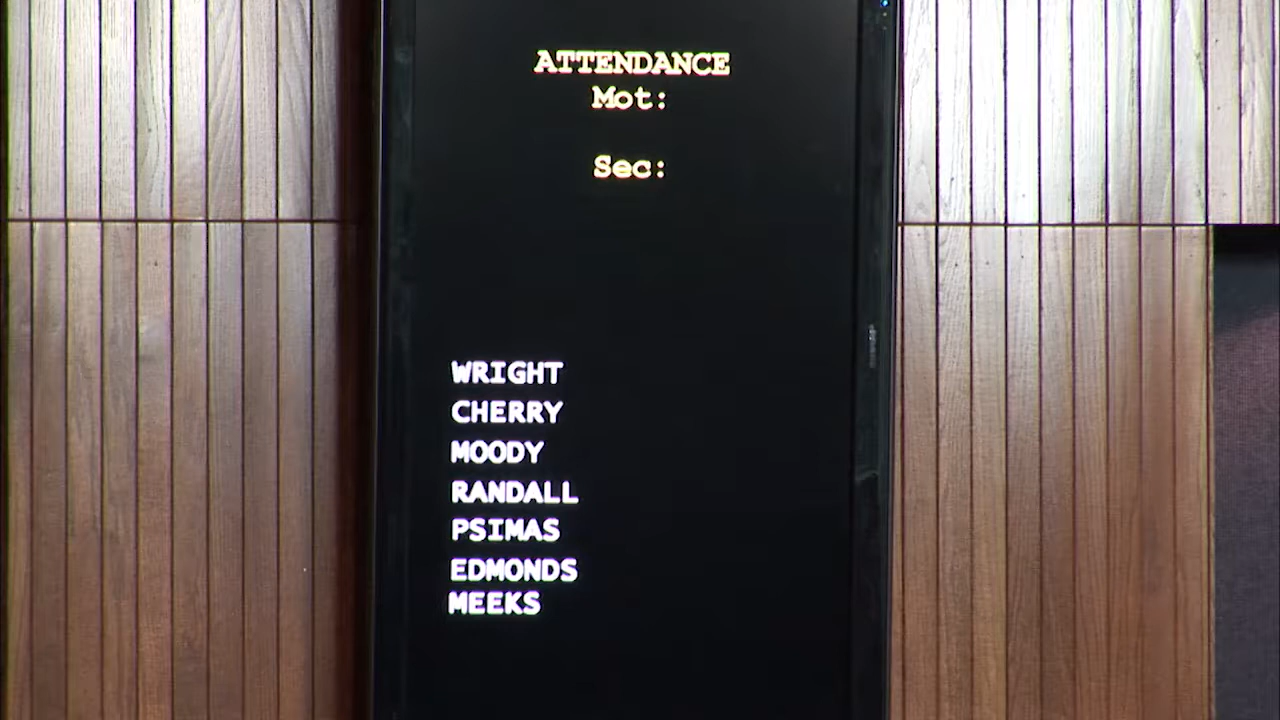 ATTENDANCE
Mot:
Sec:
WRIGHT
CHERRY
MOODY
RANDALL
PSIMAS
EDMONDS
MEEKS